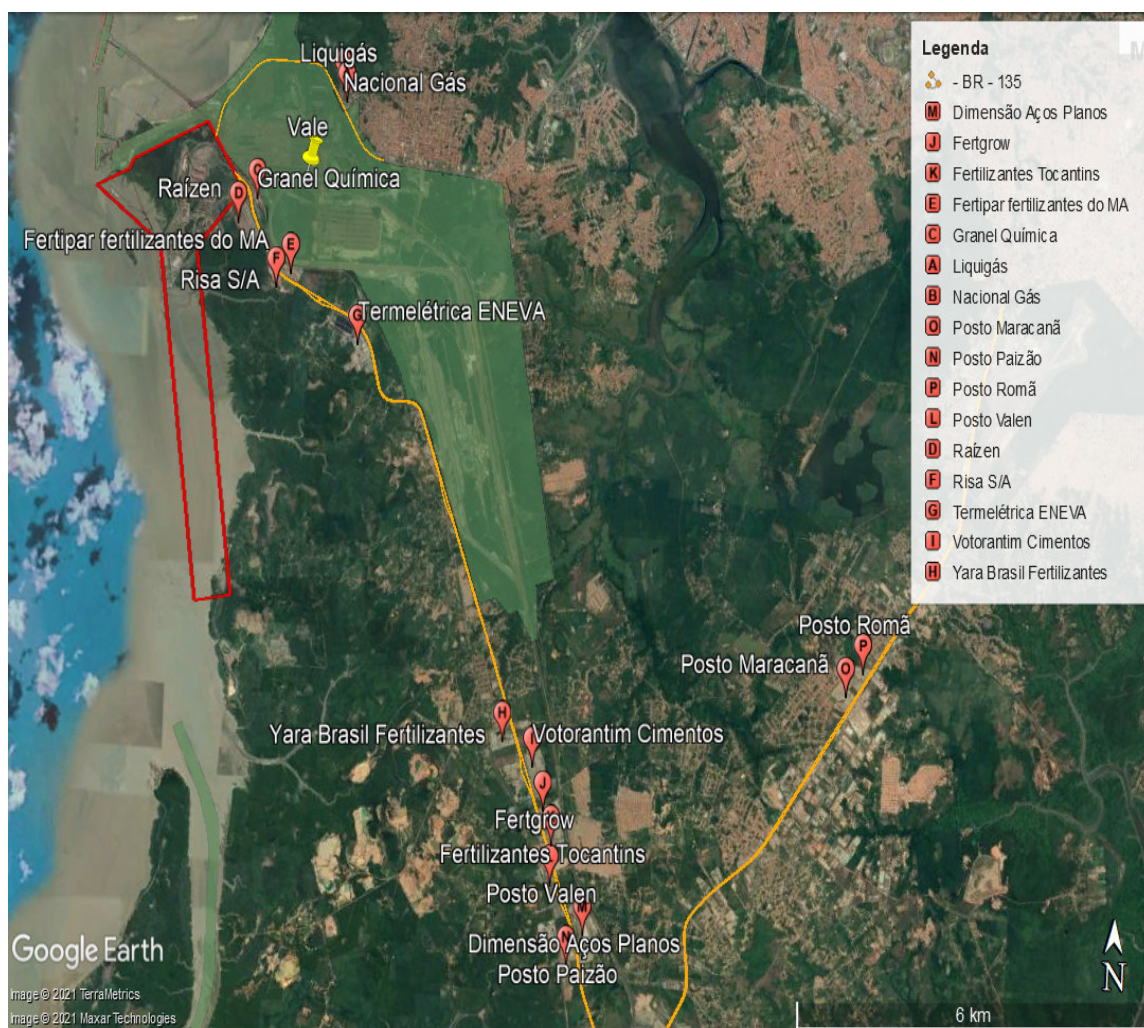 Liquigás
Nacional Gás
Vale
C
Granel Química
Raízen
D
Fertipar fertilizantes do MA
E
F
Risa S/A
G
Termelétrica ENEVA
Posto Romã
P
Posto Maracanã
O
H
Yara Brasil Fertilizantes
Votorantim Cimentos
J
Fertgrow
Fertilizantes Tocantins
Posto Valen
M
N
Dimensão Aços Planos
Posto Paizão
Legenda
- BR - 135
M Dimensão Aços Planos
J Fertgrow
K Fertilizantes Tocantins
E Fertipar fertilizantes do MA
C Granel Química
A Liquigás
B Nacional Gás
O Posto Maracanã
N Posto Paizão
P Posto Romã
L Posto Valen
D Raízen
F Risa S/A
G Termelétrica ENEVA
I Votorantim Cimentos
H Yara Brasil Fertilizantes
N
6 km
Google Earth
Image © 2021 TerraMetrics
Image © 2021 Maxar Technologies